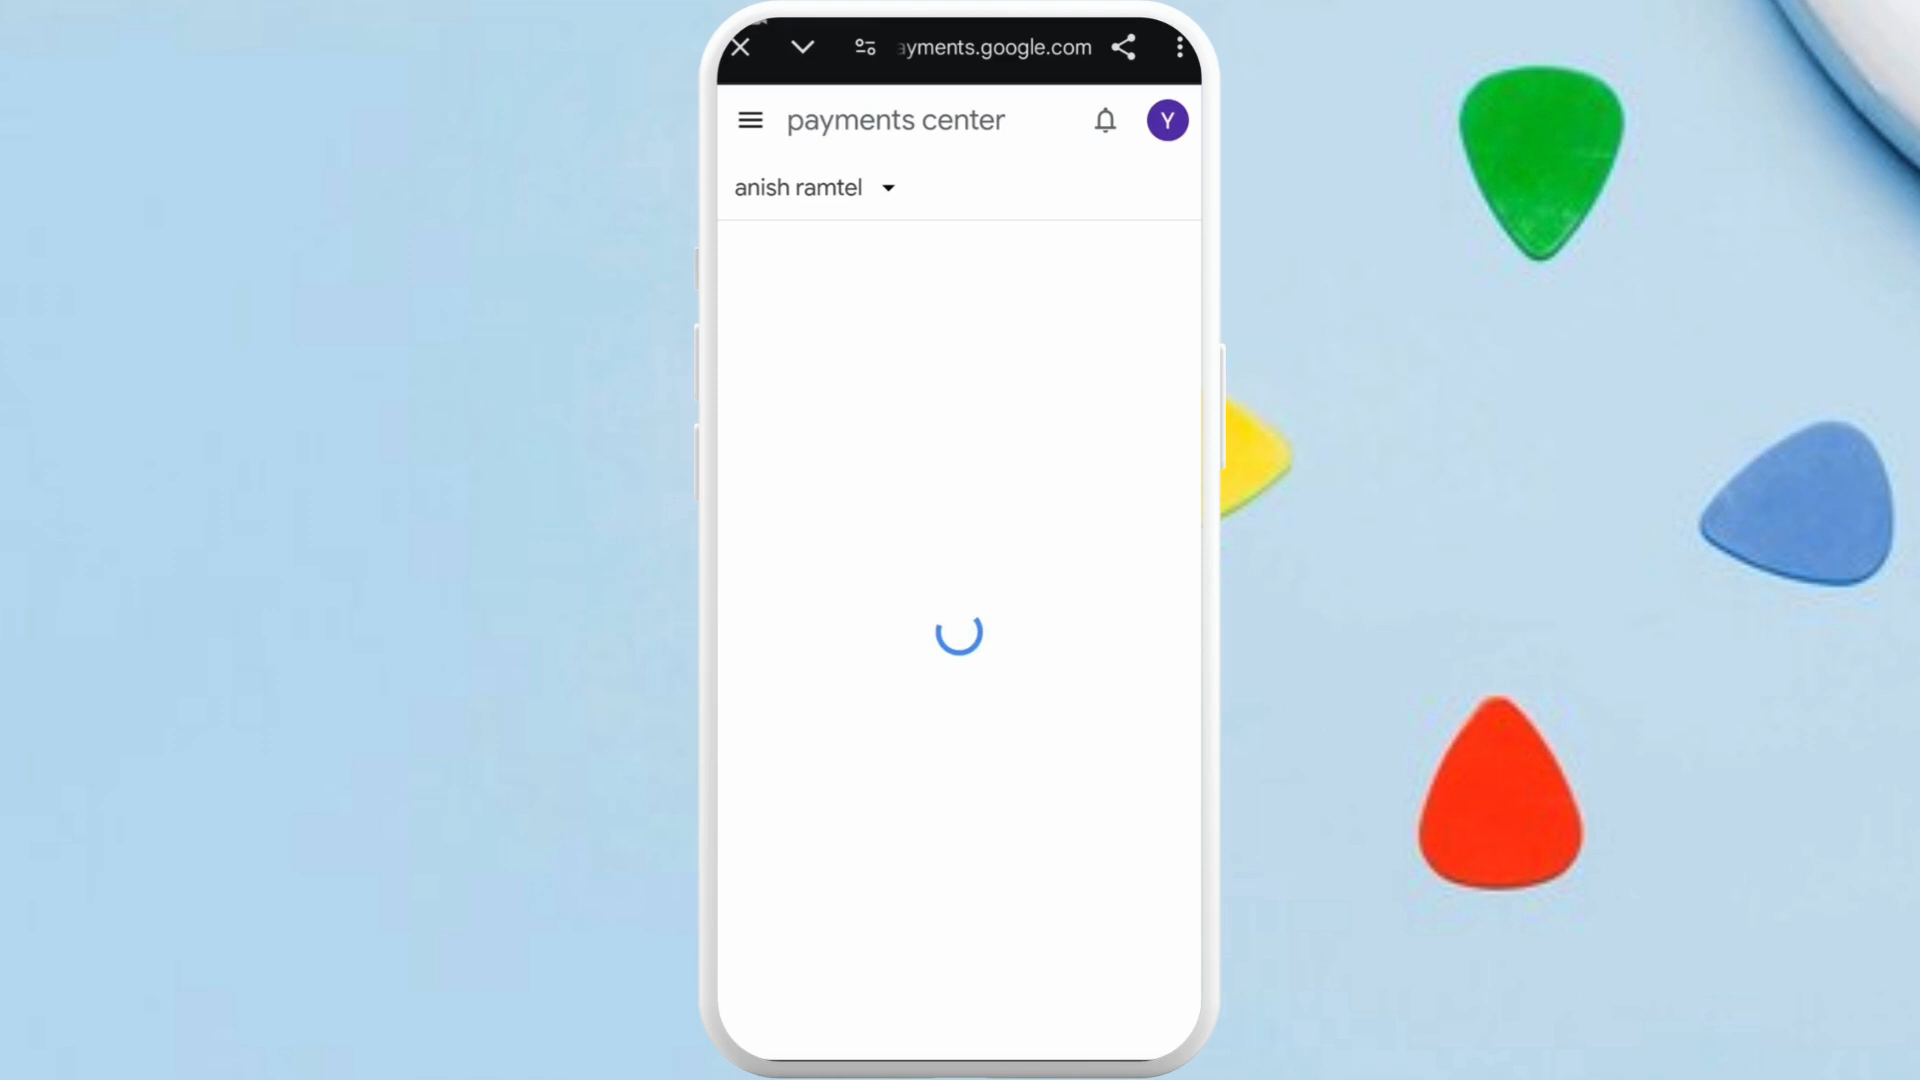 ayments.google.com
payments center
Y
anish ramtel